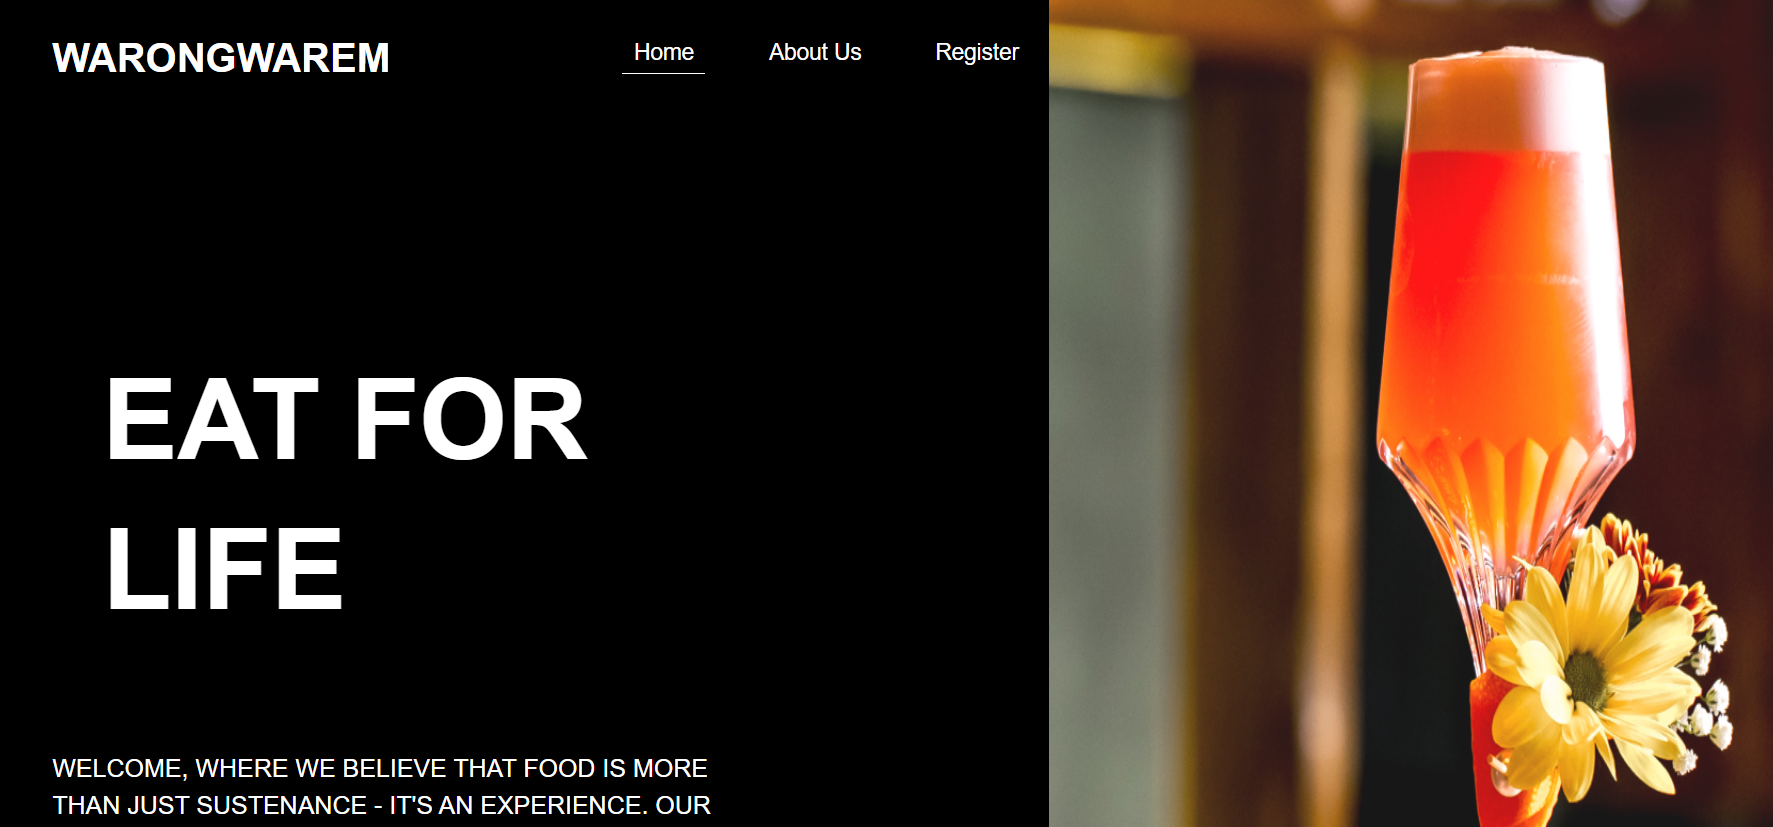 WARONGWAREM
Home About Us Register
EAT FOR
LIFE
WELCOME, WHERE WE BELIEVE THAT FOOD IS MORE
THAN JUST SUSTENANCE - IT'S AN EXPERIENCE. OUR